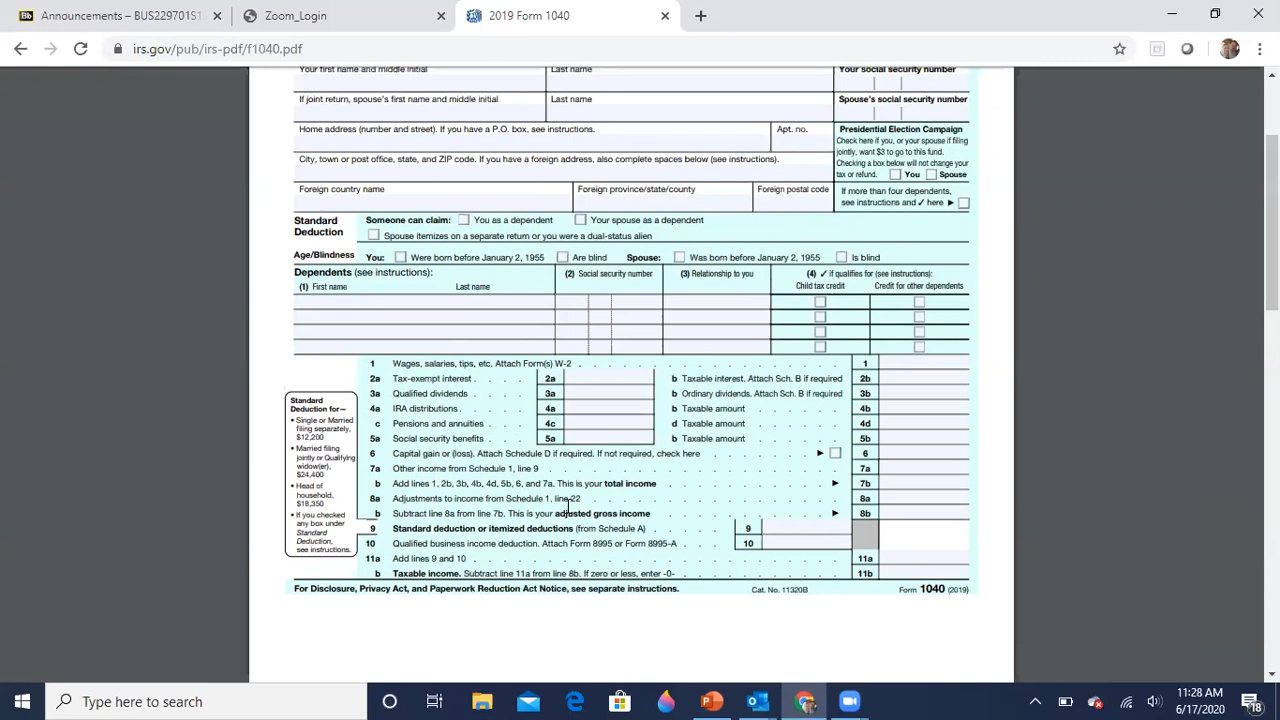 Announcements – BUS229701S1
Zoom_Login
2019 Form 1040
irs.gov/pub/irs-pdf/f1040.pdf
Your first name and middle initial
Last name
Your social security number
If joint return, spouse's first name and middle initial
Last name
Spouse's social security number
Home address (number and street). If you have a P.O. box, see instructions.
Apt. no.
Presidential Election Campaign
Check here if you, or your spouse if filing
jointly, want $3 to go to this fund.
Checking a box below will not change your
tax or refund. You Spouse
City, town or post office, state, and ZIP code. If you have a foreign address, also complete spaces below (see instructions).
Foreign country name
Foreign province/state/county
Foreign postal code
If more than four dependents,
see instructions and ✓ here ►
Standard
Deduction
Someone can claim: You as a dependent Your spouse as a dependent
Spouse itemizes on a separate return or you were a dual-status alien
Age/Blindness
You: Were born before January 2, 1955 Are blind Spouse: Was born before January 2, 1955 Is blind
Dependents (see instructions):
(1) First name Last name
(2) Social security number
(3) Relationship to you
(4) ✓ if qualifies for (see instructions):
Child tax credit Credit for other dependents
1 Wages, salaries, tips, etc. Attach Form(s) W-2 . . . . . . . . . . . . . . . . . . 1
2a Tax-exempt interest . . . . 2a b Taxable interest. Attach Sch. B if required 2b
3a Qualified dividends . . . . 3a b Ordinary dividends. Attach Sch. B if required 3b
4a IRA distributions . . . . . 4a b Taxable amount . . . . . . 4b
c Pensions and annuities . . . 4c d Taxable amount . . . . . . 4d
5a Social security benefits . . . 5a b Taxable amount . . . . . . 5b
6 Capital gain or (loss). Attach Schedule D if required. If not required, check here . . . . . . . ► 6
7a Other income from Schedule 1, line 9 . . . . . . . . . . . . . . . . . . . . 7a
b Add lines 1, 2b, 3b, 4b, 4d, 5b, 6, and 7a. This is your total income . . . . . . . . . . . ► 7b
8a Adjustments to income from Schedule 1, line 22 . . . . . . . . . . . . . . . . . 8a
b Subtract line 8a from line 7b. This is your adjusted gross income . . . . . . . . . . . ► 8b
9 Standard deduction or itemized deductions (from Schedule A) . . . . . 9
10 Qualified business income deduction. Attach Form 8995 or Form 8995-A . . . 10
11a Add lines 9 and 10 . . . . . . . . . . . . . . . . . . . . . . . . . 11a
b Taxable income. Subtract line 11a from line 8b. If zero or less, enter -0- . . . . . . . . . . . 11b
Standard
Deduction for—
• Single or Married
filing separately,
$12,200
• Married filing
jointly or Qualifying
widow(er),
$24,400
• Head of
household,
$18,350
• If you checked
any box under
Standard
Deduction,
see instructions.
For Disclosure, Privacy Act, and Paperwork Reduction Act Notice, see separate instructions.
Cat. No. 11320B
Form 1040 (2019)
Type here to search
11:28 AM
6/17/2020
18